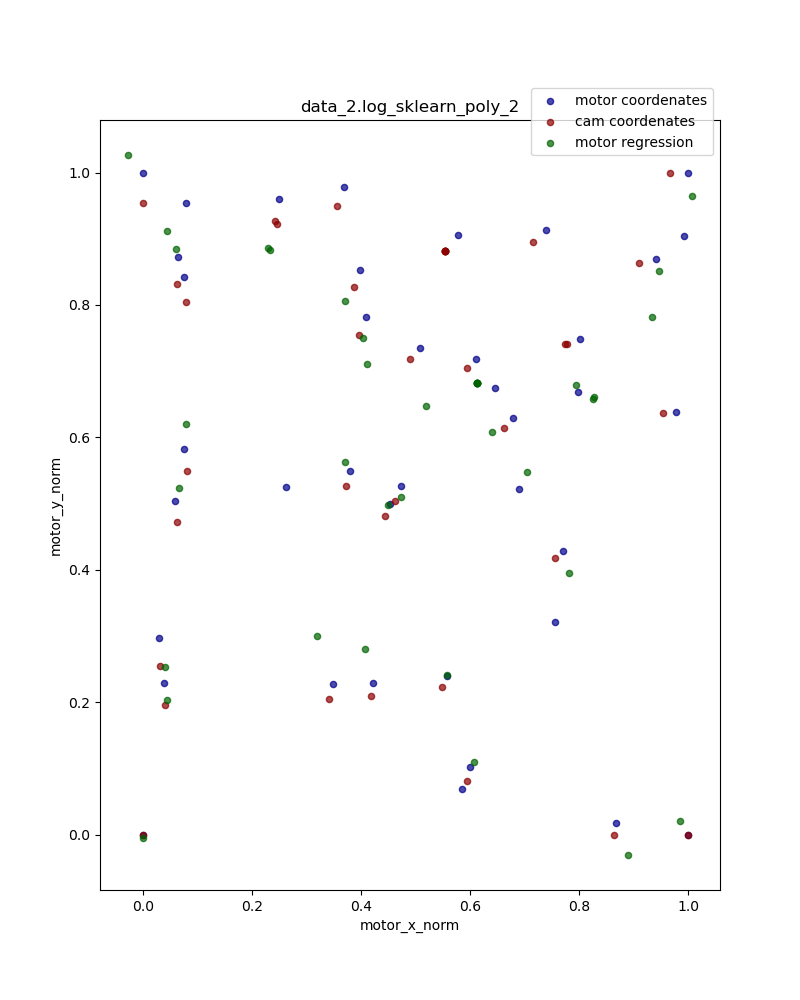 data_2.log_sklearn_poly_2
motor coordenates
cam coordenates
motor regression
1.0
0.8
0.6
0.4
0.2
0.0
motor_y_norm
0.0 0.2 0.4 0.6 0.8 1.0
motor_x_norm